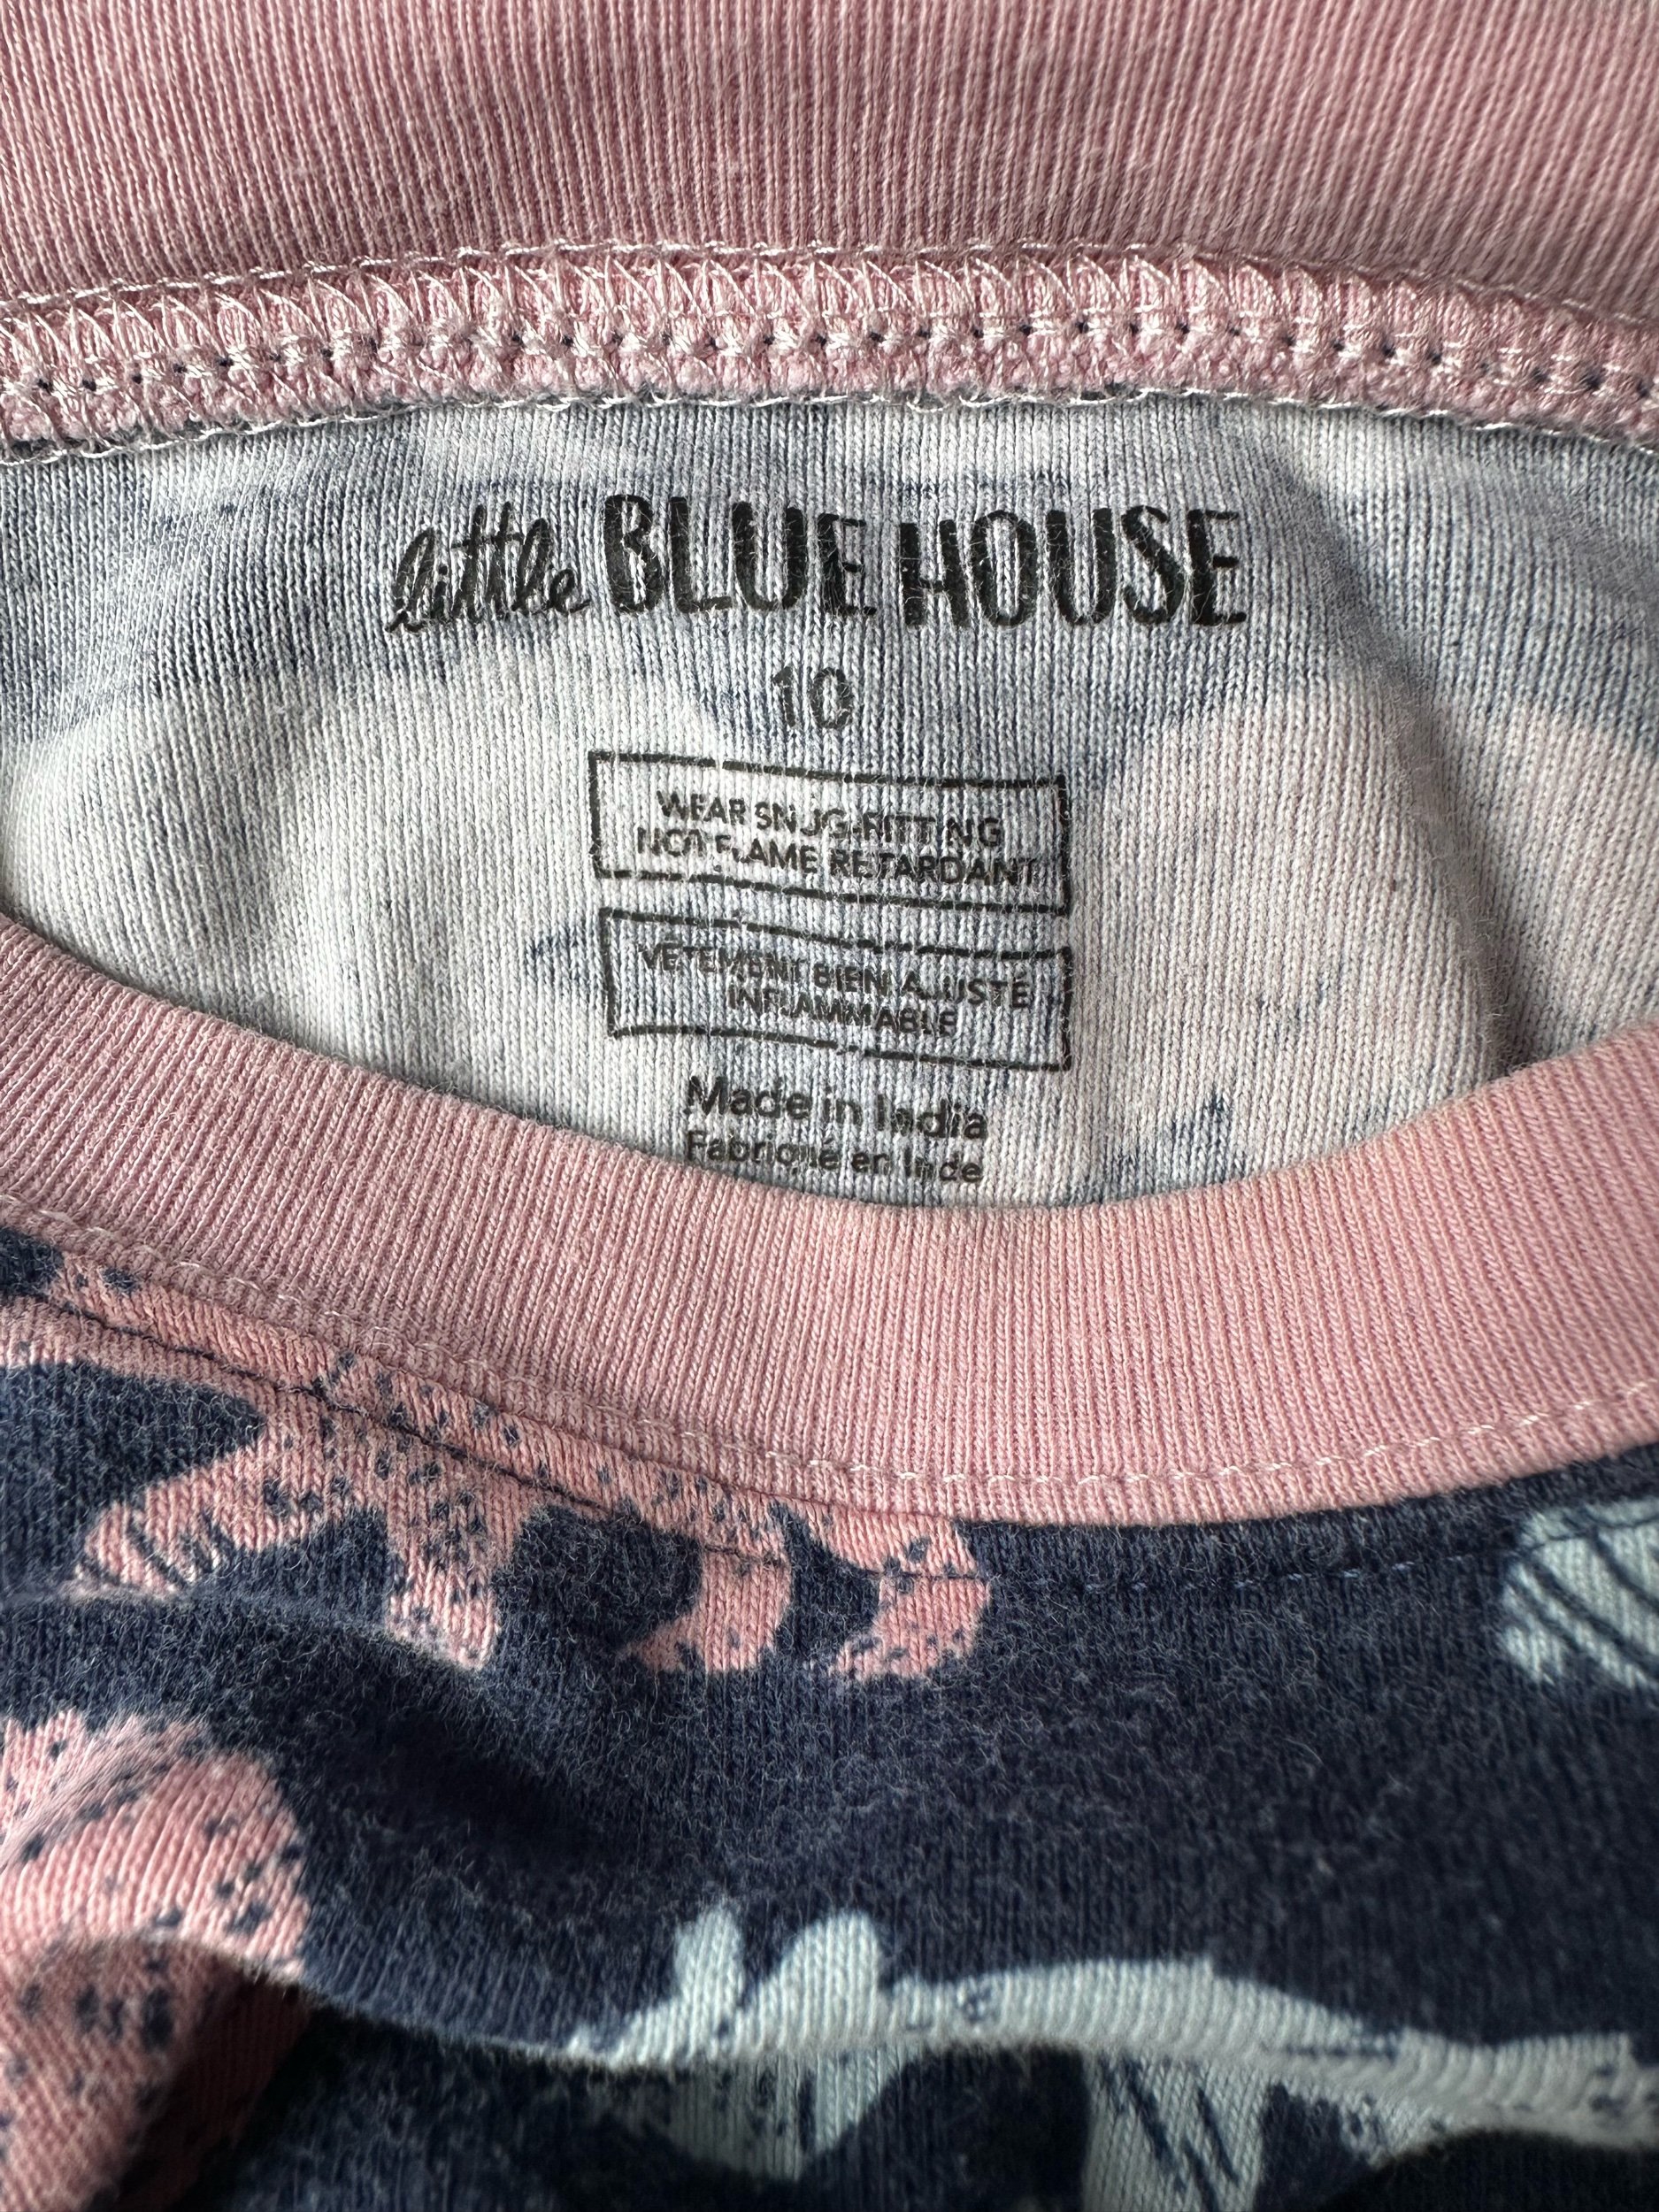 little BLUE HOUSE
10
WEAR SNUG-FITTING
NOT FLAME RETARDANT
VÊTEMENT BIEN AJUSTÉ
INFLAMMABLE
Made in India
Fabriqué en Inde